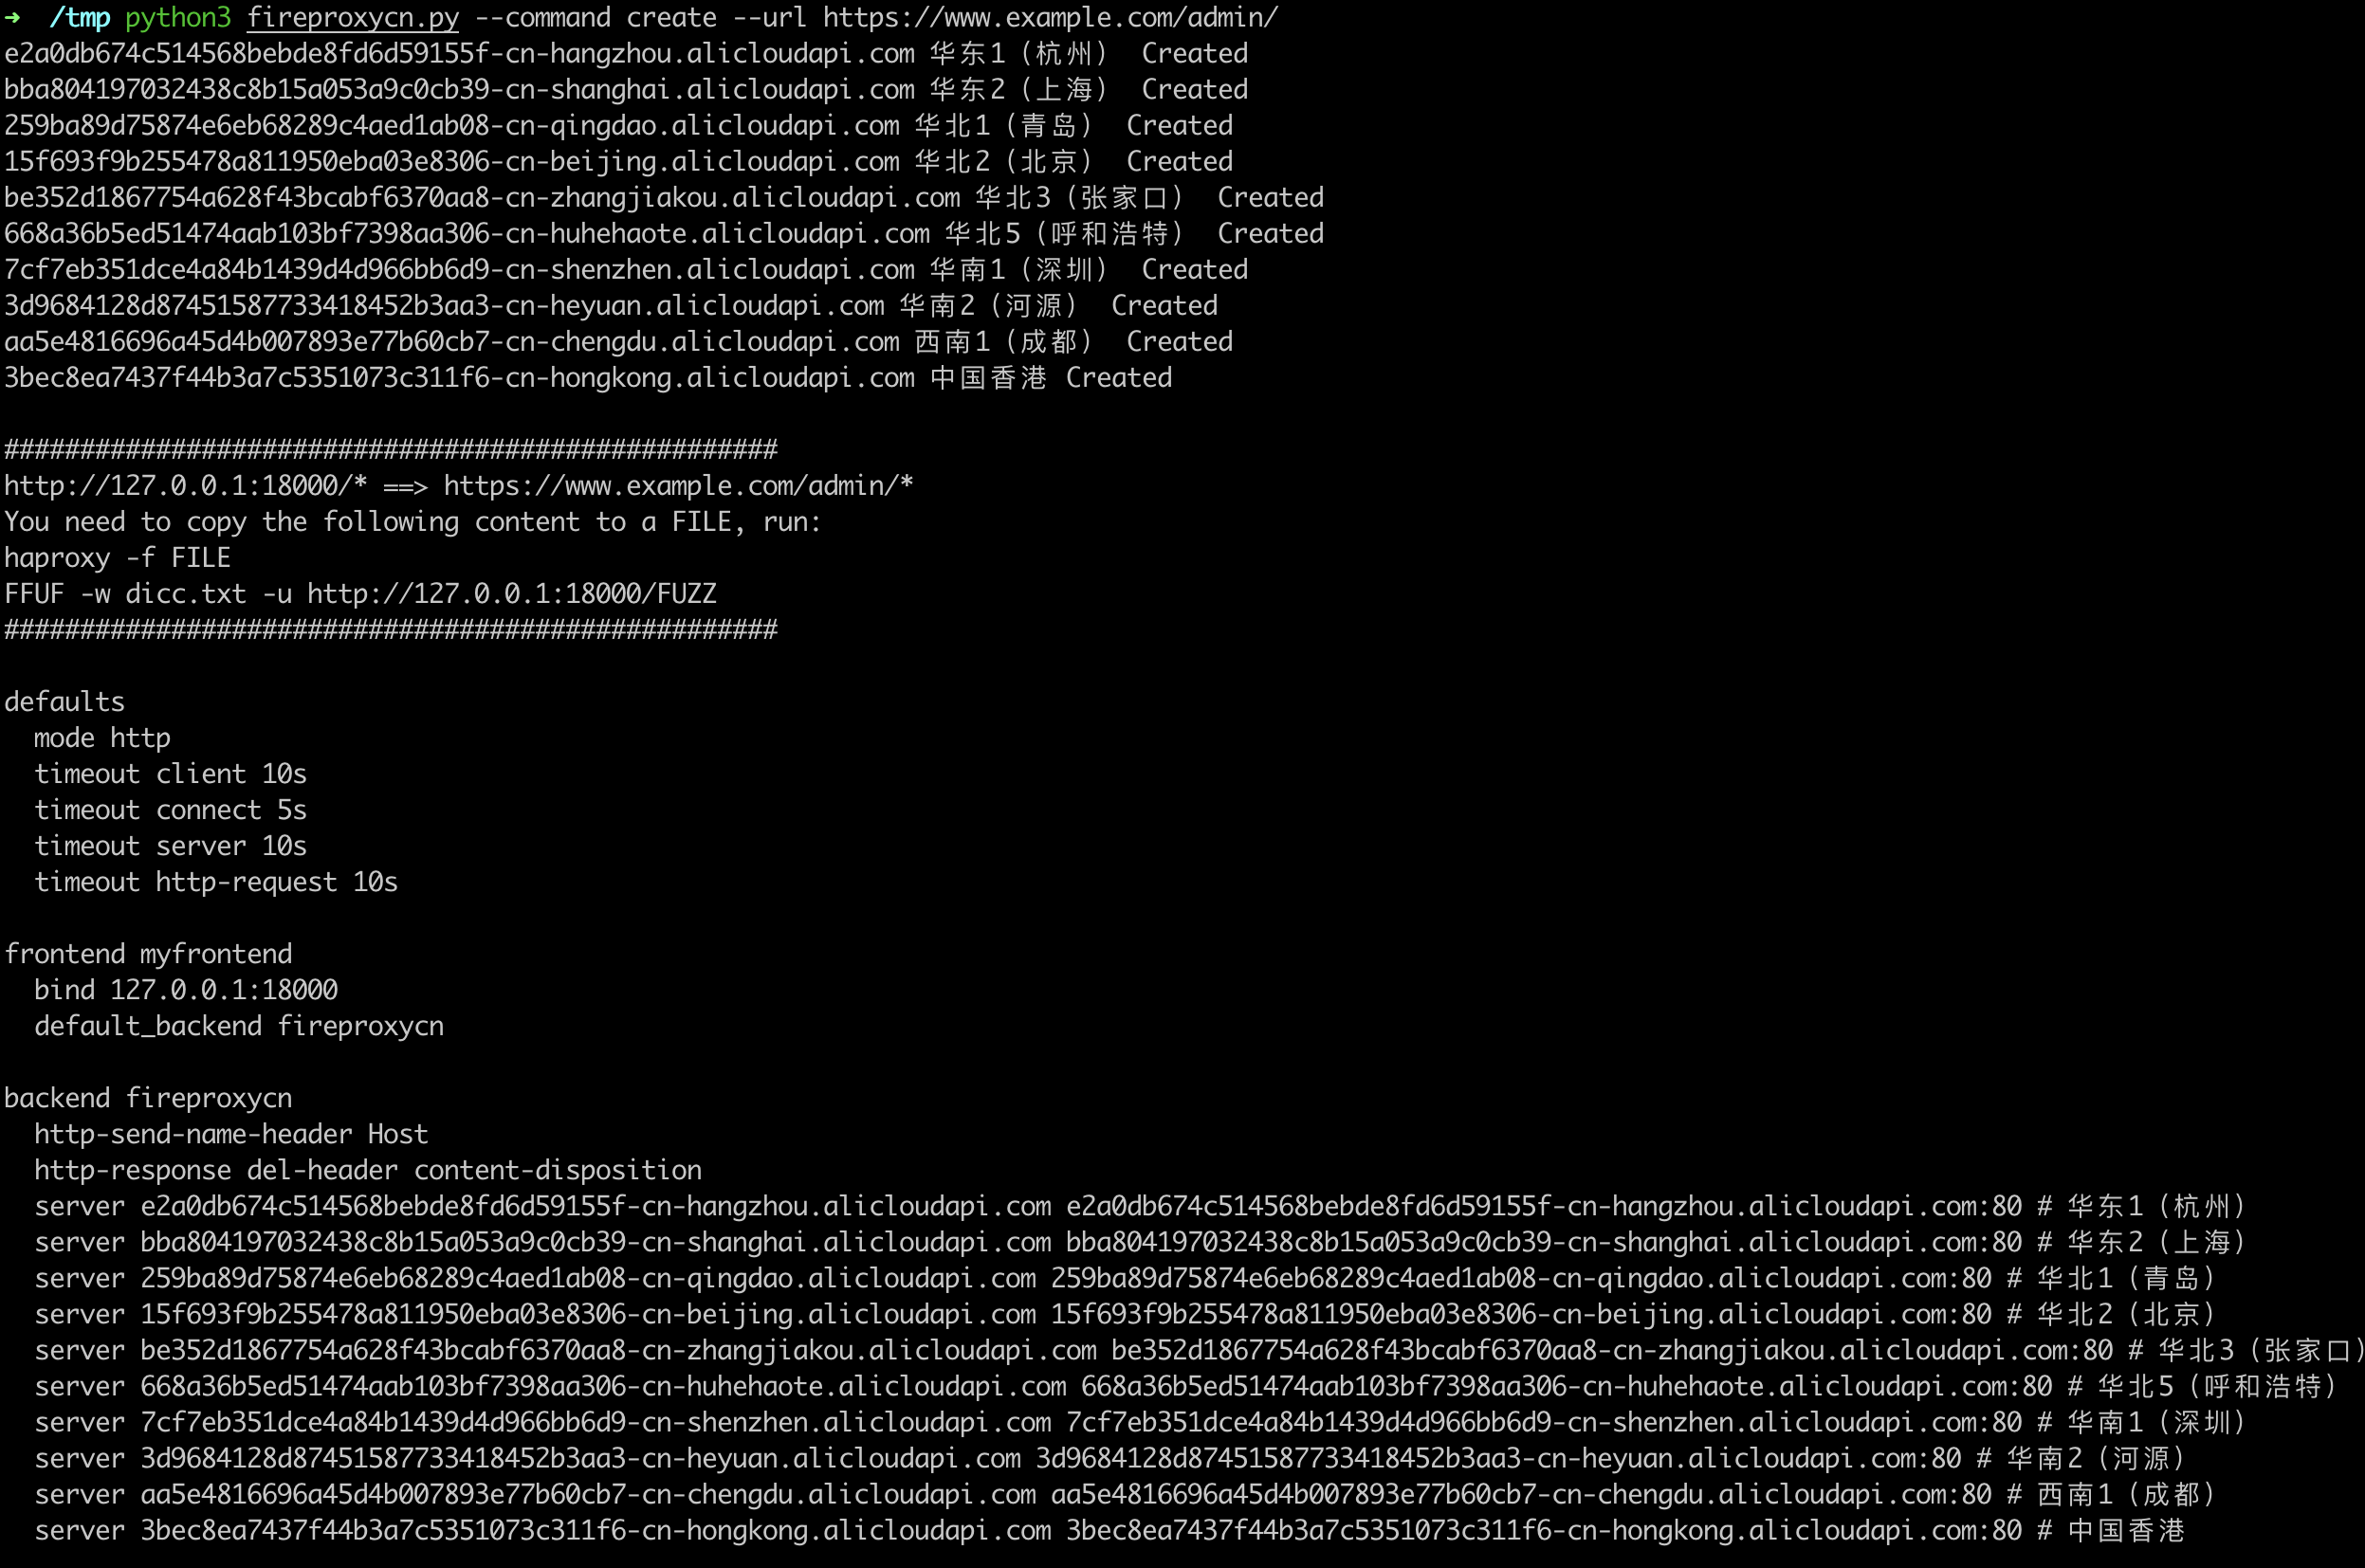 ➜  /tmp python3 fireproxycn.py --command create --url https://www.example.com/admin/
e2a0db674c514568bebde8fd6d59155f-cn-hangzhou.alicloudapi.com 华东1（杭州） Created
bba804197032438c8b15a053a9c0cb39-cn-shanghai.alicloudapi.com 华东2（上海） Created
259ba89d75874e6eb68289c4aed1ab08-cn-qingdao.alicloudapi.com 华北1（青岛） Created
15f693f9b255478a811950eba03e8306-cn-beijing.alicloudapi.com 华北2（北京） Created
be352d1867754a628f43bcabf6370aa8-cn-zhangjiakou.alicloudapi.com 华北3（张家口） Created
668a36b5ed51474aab103bf7398aa306-cn-huhehaote.alicloudapi.com 华北5（呼和浩特） Created
7cf7eb351dce4a84b1439d4d966bb6d9-cn-shenzhen.alicloudapi.com 华南1（深圳） Created
3d9684128d87451587733418452b3aa3-cn-heyuan.alicloudapi.com 华南2（河源） Created
aa5e4816696a45d4b007893e77b60cb7-cn-chengdu.alicloudapi.com 西南1（成都） Created
3bec8ea7437f44b3a7c5351073c311f6-cn-hongkong.alicloudapi.com 中国香港 Created

###################################################
http://127.0.0.1:18000/* ==> https://www.example.com/admin/*
You need to copy the following content to a FILE, run:
haproxy -f FILE
FFUF -w dicc.txt -u http://127.0.0.1:18000/FUZZ
###################################################

defaults
  mode http
  timeout client 10s
  timeout connect 5s
  timeout server 10s
  timeout http-request 10s

frontend myfrontend
  bind 127.0.0.1:18000
  default_backend fireproxycn

backend fireproxycn
  http-send-name-header Host
  http-response del-header content-disposition
  server e2a0db674c514568bebde8fd6d59155f-cn-hangzhou.alicloudapi.com e2a0db674c514568bebde8fd6d59155f-cn-hangzhou.alicloudapi.com:80 # 华东1（杭州）
  server bba804197032438c8b15a053a9c0cb39-cn-shanghai.alicloudapi.com bba804197032438c8b15a053a9c0cb39-cn-shanghai.alicloudapi.com:80 # 华东2（上海）
  server 259ba89d75874e6eb68289c4aed1ab08-cn-qingdao.alicloudapi.com 259ba89d75874e6eb68289c4aed1ab08-cn-qingdao.alicloudapi.com:80 # 华北1（青岛）
  server 15f693f9b255478a811950eba03e8306-cn-beijing.alicloudapi.com 15f693f9b255478a811950eba03e8306-cn-beijing.alicloudapi.com:80 # 华北2（北京）
  server be352d1867754a628f43bcabf6370aa8-cn-zhangjiakou.alicloudapi.com be352d1867754a628f43bcabf6370aa8-cn-zhangjiakou.alicloudapi.com:80 # 华北3（张家口）
  server 668a36b5ed51474aab103bf7398aa306-cn-huhehaote.alicloudapi.com 668a36b5ed51474aab103bf7398aa306-cn-huhehaote.alicloudapi.com:80 # 华北5（呼和浩特）
  server 7cf7eb351dce4a84b1439d4d966bb6d9-cn-shenzhen.alicloudapi.com 7cf7eb351dce4a84b1439d4d966bb6d9-cn-shenzhen.alicloudapi.com:80 # 华南1（深圳）
  server 3d9684128d87451587733418452b3aa3-cn-heyuan.alicloudapi.com 3d9684128d87451587733418452b3aa3-cn-heyuan.alicloudapi.com:80 # 华南2（河源）
  server aa5e4816696a45d4b007893e77b60cb7-cn-chengdu.alicloudapi.com aa5e4816696a45d4b007893e77b60cb7-cn-chengdu.alicloudapi.com:80 # 西南1（成都）
  server 3bec8ea7437f44b3a7c5351073c311f6-cn-hongkong.alicloudapi.com 3bec8ea7437f44b3a7c5351073c311f6-cn-hongkong.alicloudapi.com:80 # 中国香港